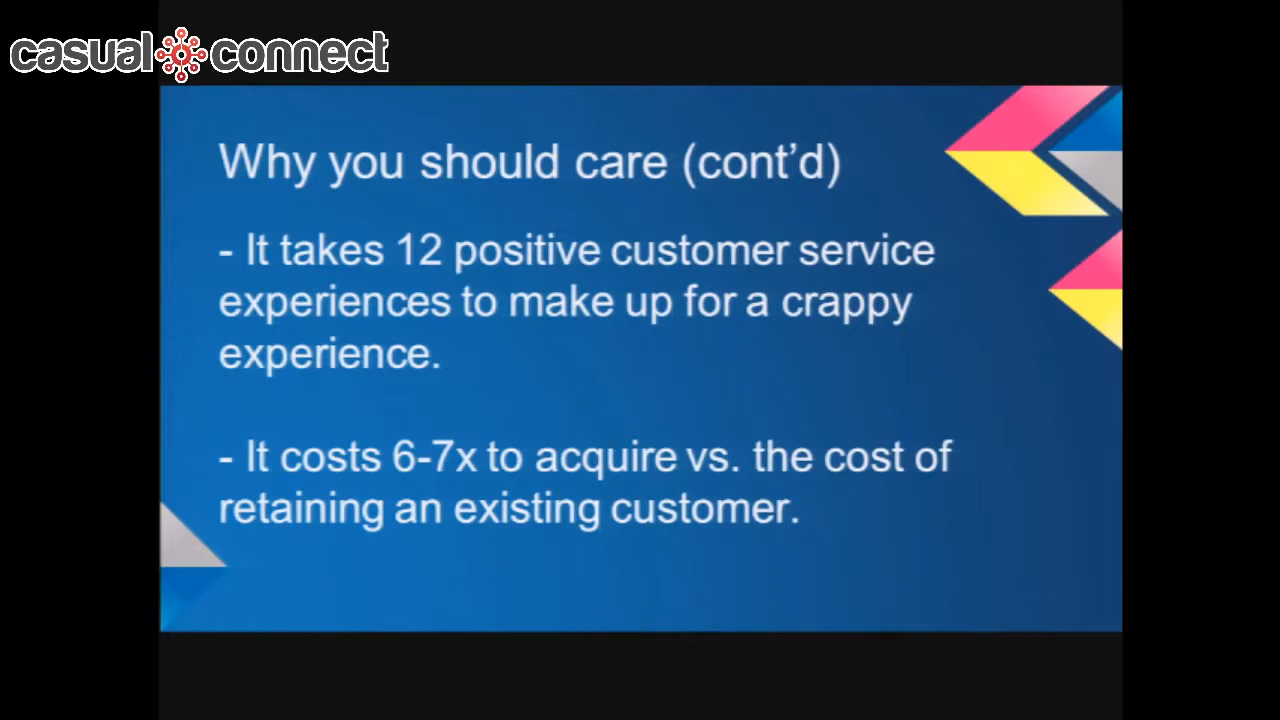 casual connect
Why you should care (cont’d)
- It takes 12 positive customer service
experiences to make up for a crappy
experience.
- It costs 6-7x to acquire vs. the cost of
retaining an existing customer.